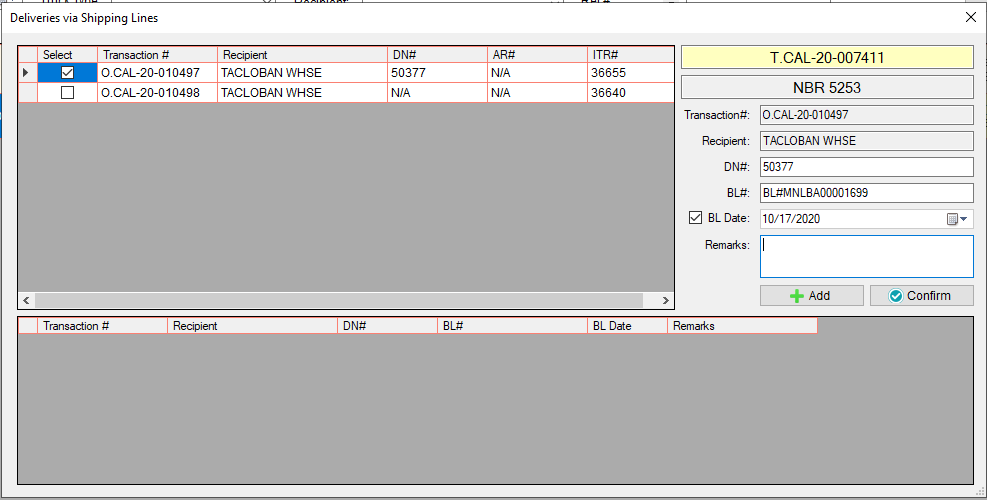 Deliveries via Shipping Lines
Select Transaction # Recipient DN# AR# ITR#
O.CAL-20-010497 TACLOBAN WHSE 50377 N/A 36655
O.CAL-20-010498 TACLOBAN WHSE N/A N/A 36640
T.CAL-20-007411
NBR 5253
Transaction#: O.CAL-20-010497
Recipient: TACLOBAN WHSE
DN#: 50377
BL#: BL#MNLBA00001699
BL Date: 10/17/2020
Remarks:
Add Confirm
Transaction # Recipient DN# BL# BL Date Remarks